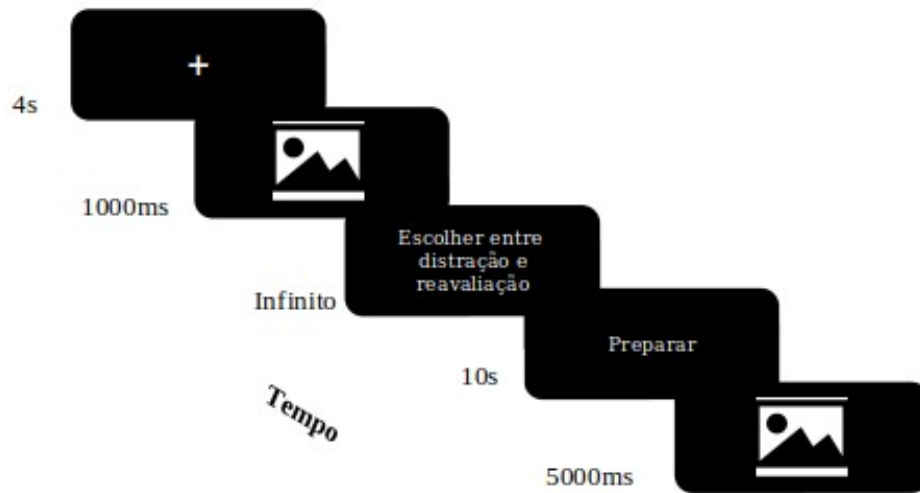 +
4s
1000ms
Escolher entre
distração e
reavaliação
Infinito
Preparar
10s
Tempo
5000ms